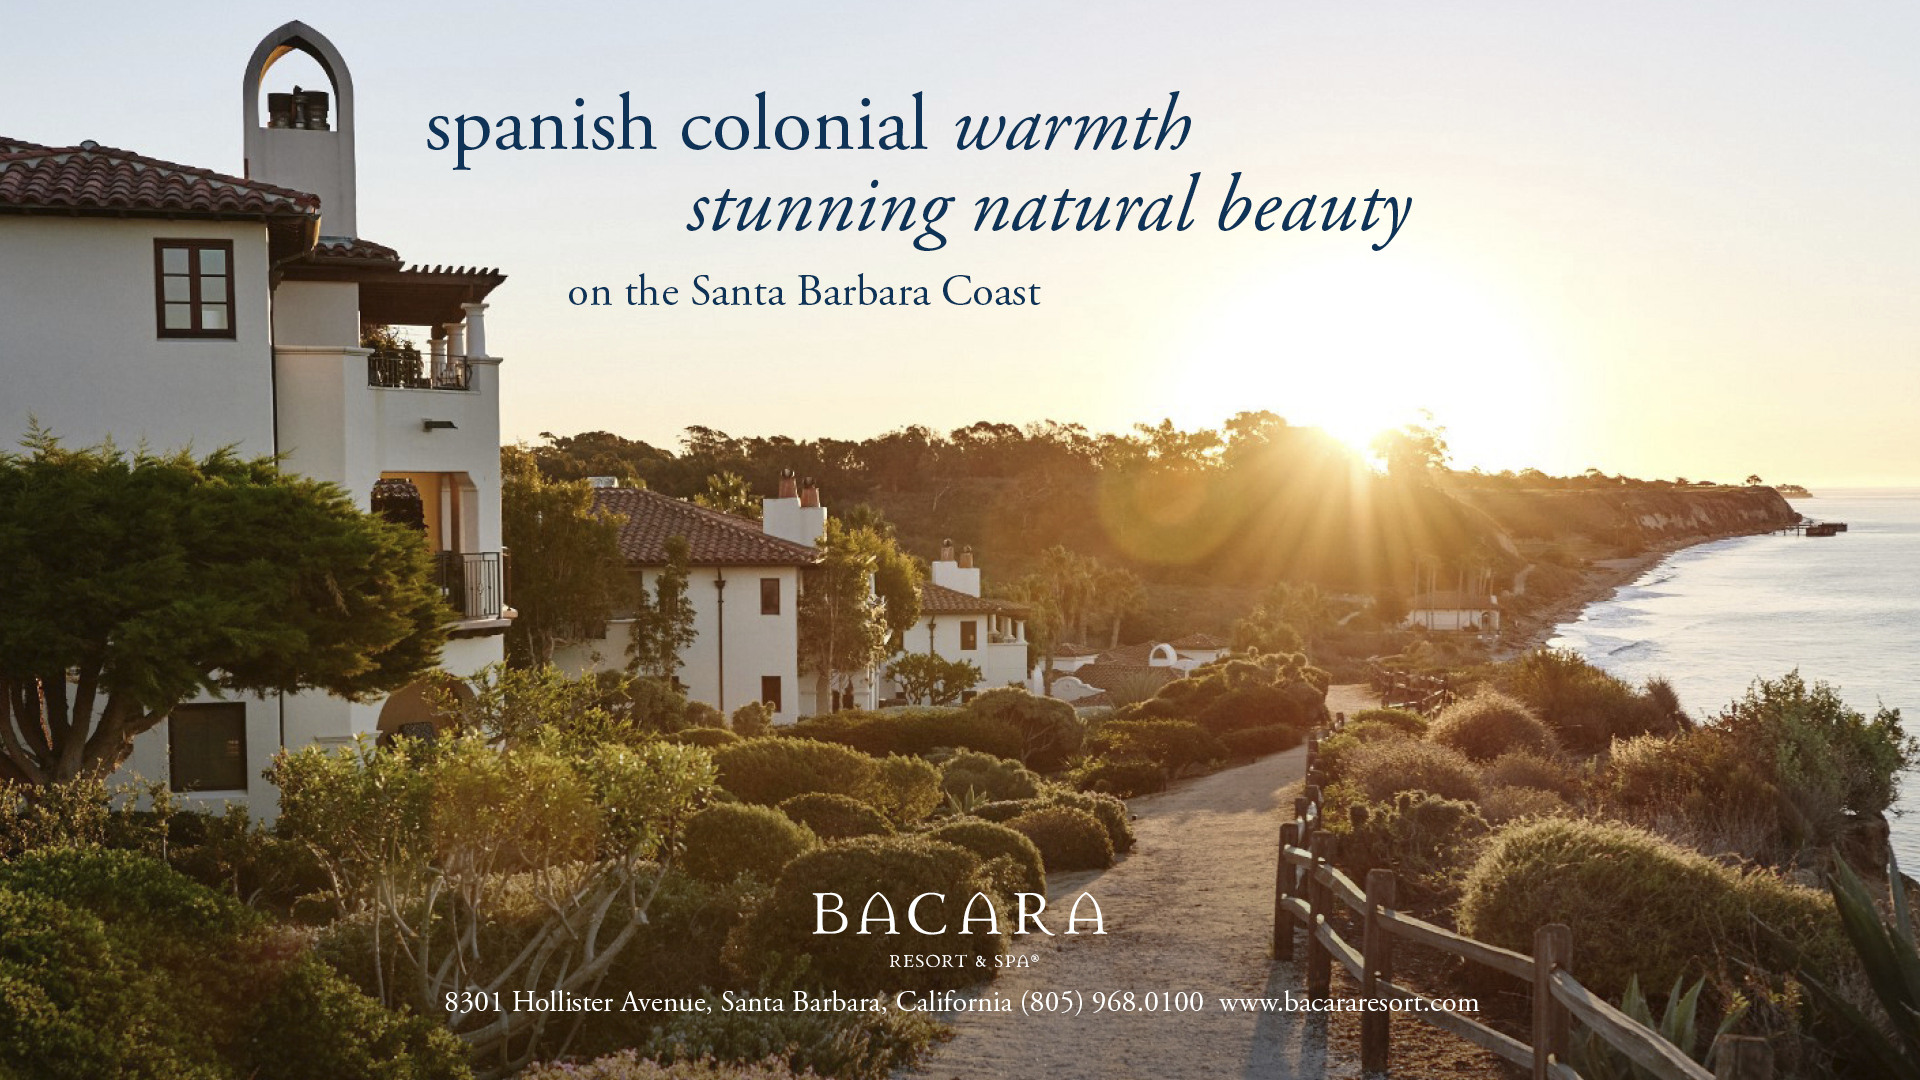 spanish colonial warmth
stunning natural beauty
on the Santa Barbara Coast
BACARA
RESORT & SPA®
8301 Hollister Avenue, Santa Barbara, California (805) 968.0100 www.bacararesort.com